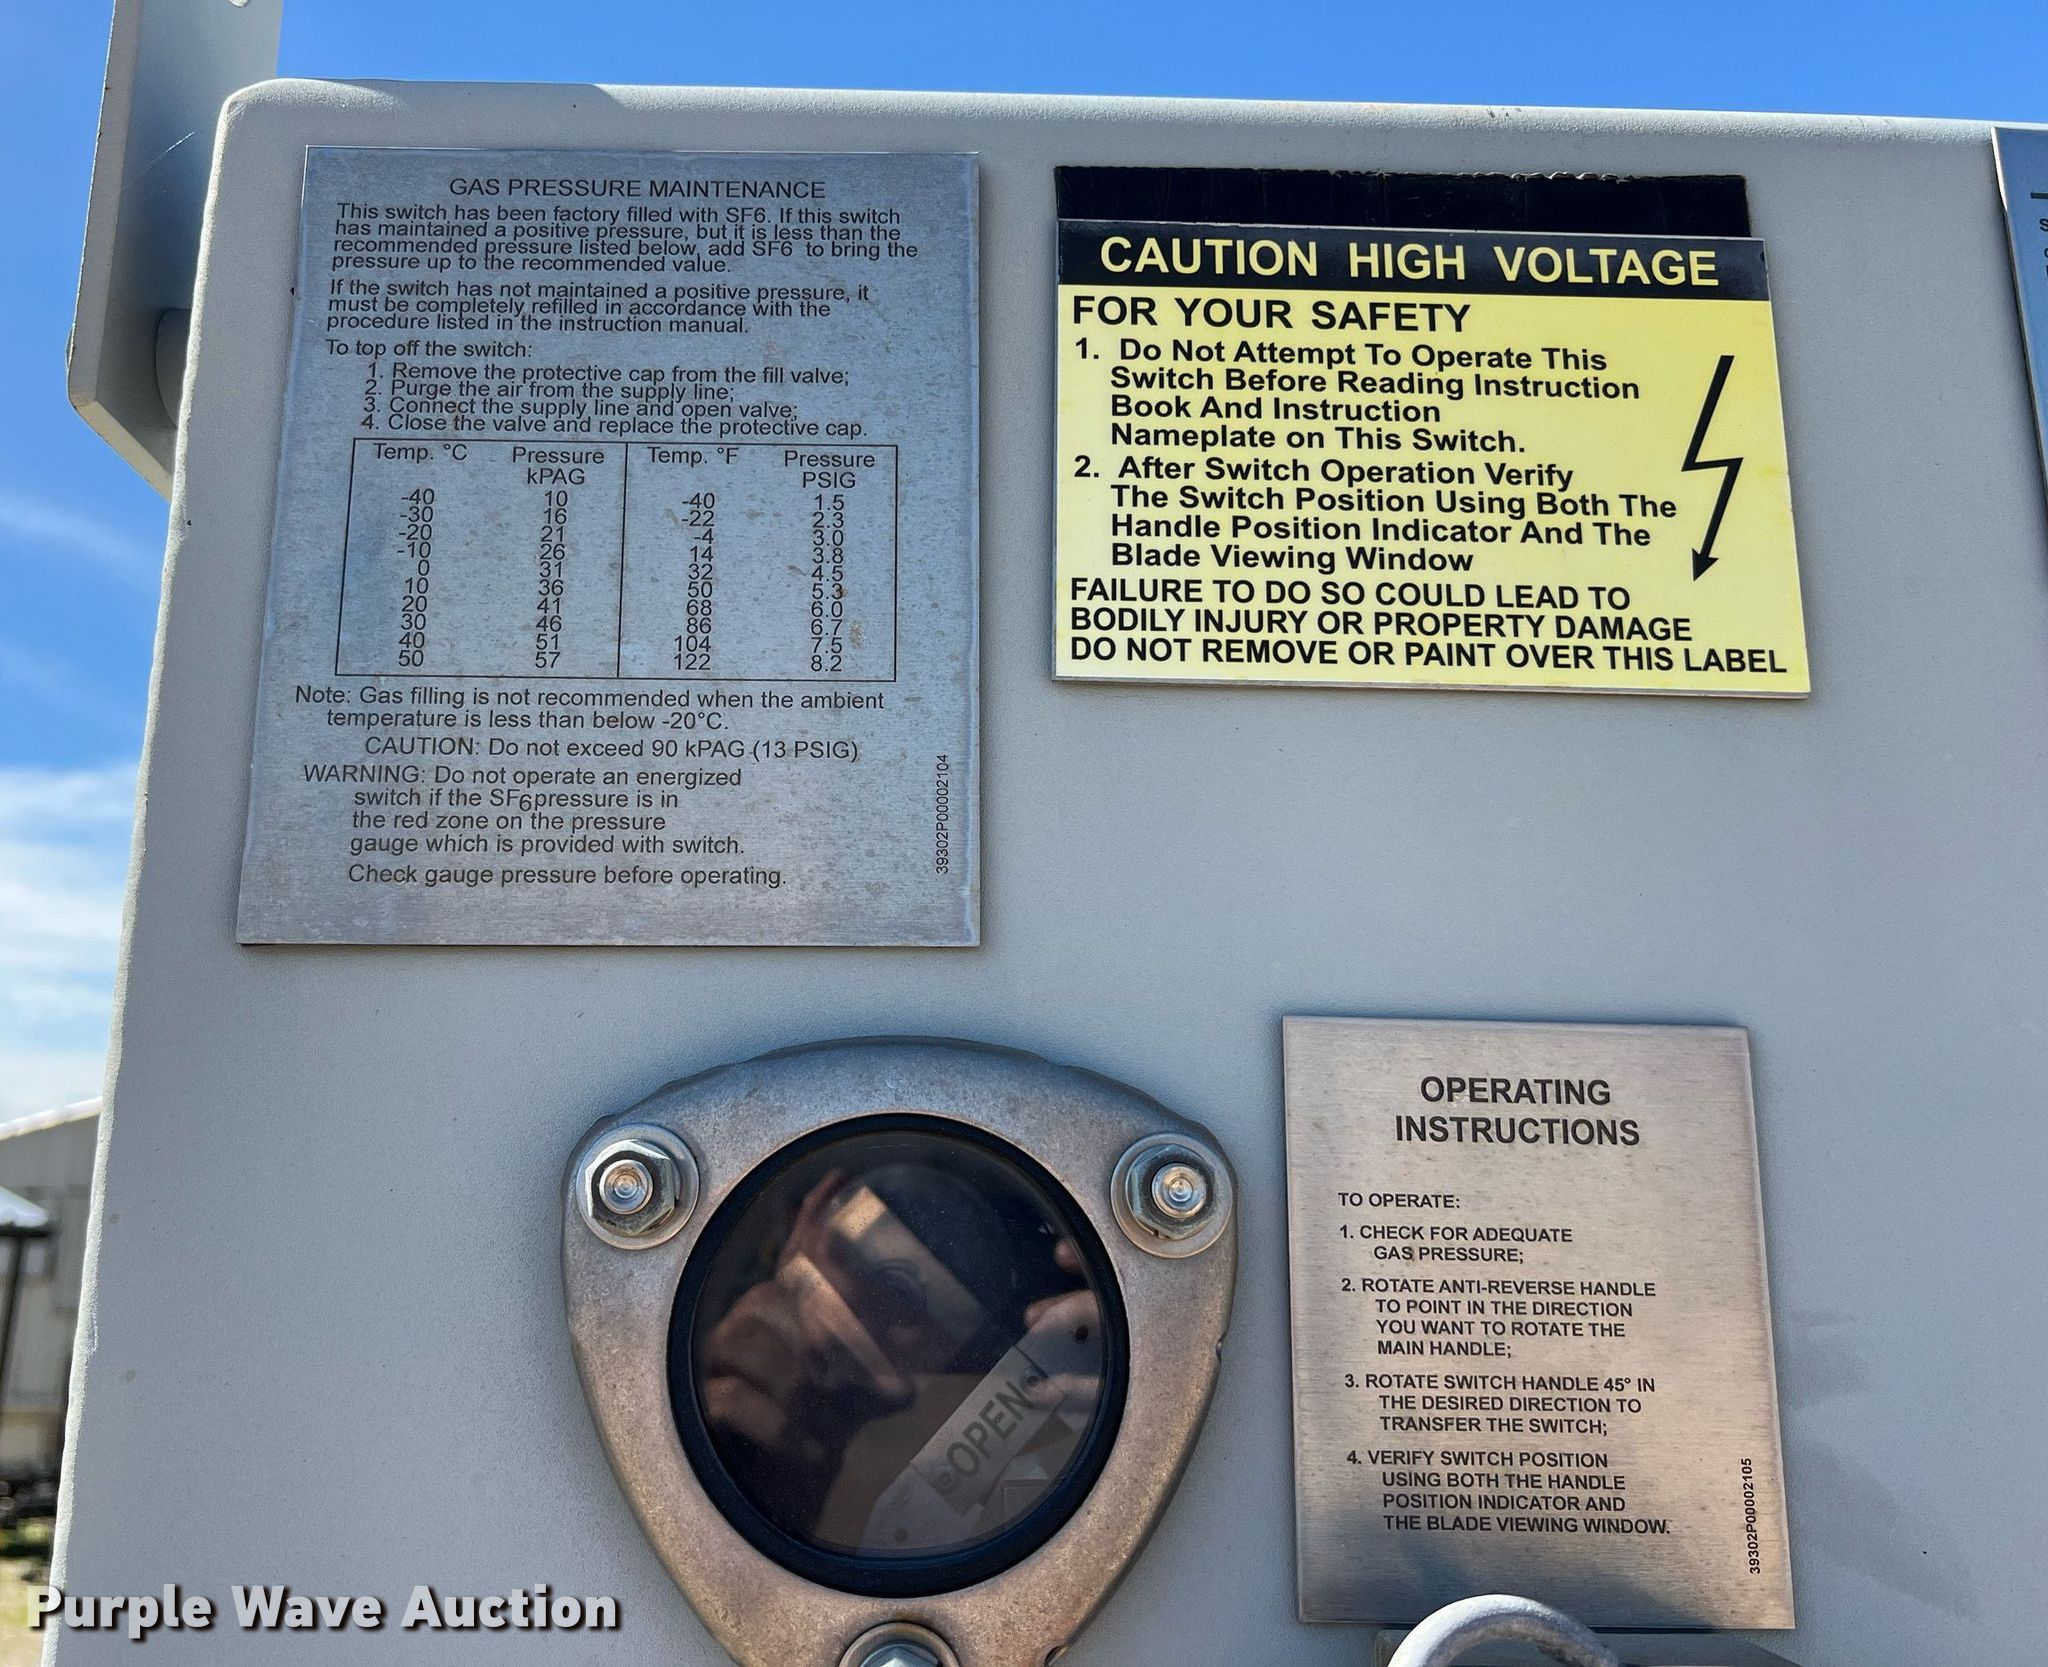 GAS PRESSURE MAINTENANCE
This switch has been factory filled with SF6. If this switch
has maintained a positive pressure, but it is less than the
recommended pressure listed below, add SF6 to bring the
pressure up to the recommended value.
If the switch has not maintained a positive pressure, it
must be completely refilled in accordance with the
procedure listed in the instruction manual.
To top off the switch:
1. Remove the protective cap from the fill valve;
2. Purge the air from the supply line;
3. Connect the supply line and open valve;
4. Close the valve and replace the protective cap.
Temp. °C Pressure kPAG Temp. °F Pressure PSIG
-40 10 -40 1.5
-30 16 -22 2.3
-20 21 -4 3.0
-10 26 14 3.8
0 31 32 4.5
10 36 50 5.3
20 41 68 6.0
30 46 86 6.7
40 51 104 7.5
50 57 122 8.2
Note: Gas filling is not recommended when the ambient
temperature is less than below -20°C.
CAUTION: Do not exceed 90 kPAG (13 PSIG)
WARNING: Do not operate an energized
switch if the SF6 pressure is in
the red zone on the pressure
gauge which is provided with switch.
Check gauge pressure before operating.
39302P00002104
CAUTION HIGH VOLTAGE
FOR YOUR SAFETY
1. Do Not Attempt To Operate This
Switch Before Reading Instruction
Book And Instruction
Nameplate on This Switch.
2. After Switch Operation Verify
The Switch Position Using Both The
Handle Position Indicator And The
Blade Viewing Window
FAILURE TO DO SO COULD LEAD TO
BODILY INJURY OR PROPERTY DAMAGE
DO NOT REMOVE OR PAINT OVER THIS LABEL
OPEN
OPERATING
INSTRUCTIONS
TO OPERATE:
1. CHECK FOR ADEQUATE
GAS PRESSURE;
2. ROTATE ANTI-REVERSE HANDLE
TO POINT IN THE DIRECTION
YOU WANT TO ROTATE THE
MAIN HANDLE;
3. ROTATE SWITCH HANDLE 45° IN
THE DESIRED DIRECTION TO
TRANSFER THE SWITCH;
4. VERIFY SWITCH POSITION
USING BOTH THE HANDLE
POSITION INDICATOR AND
THE BLADE VIEWING WINDOW.
39302P00002105
Purple Wave Auction